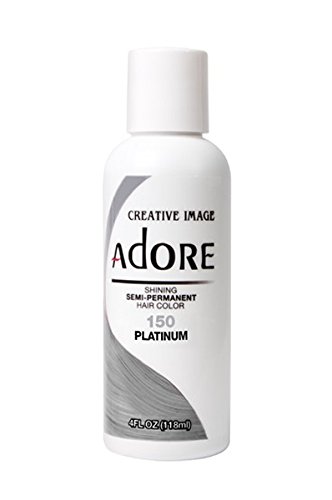 CREATIVE IMAGE
ADORE
SHINING
SEMI-PERMANENT
HAIR COLOR
150
PLATINUM
4FL OZ (118ml)